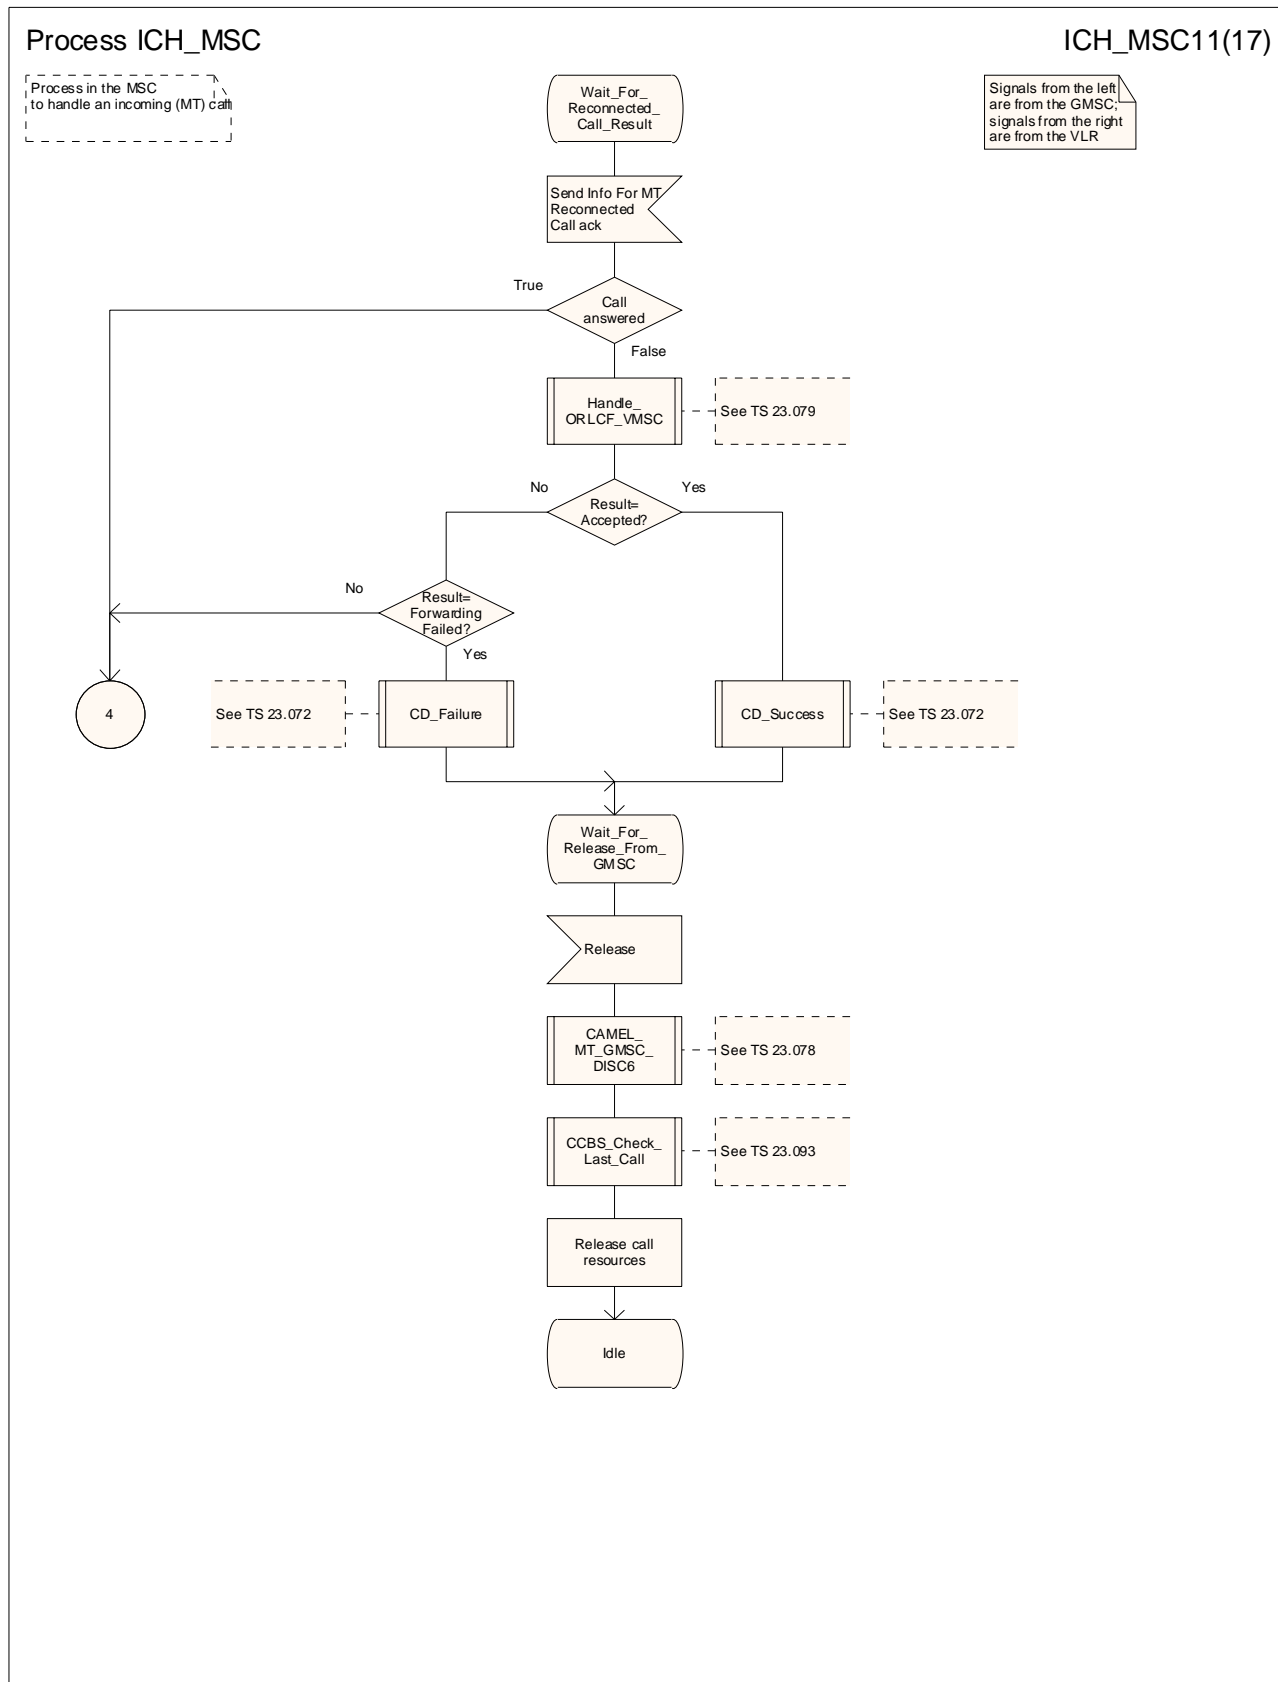 Process ICH_MSC
ICH_MSC11(17)
Process in the MSC
to handle an incoming (MT) call
Signals from the left
are from the GMSC;
signals from the right
are from the VLR
Wait_For_
Reconnected_
Call_Result
Send Info For MT
Reconnected
Call ack
True
Call
answered
False
Handle_
ORLCF_VMSC
See TS 23.079
No
Yes
Result=
Accepted?
No
Result=
Forwarding
Failed?
Yes
4
See TS 23.072
CD_Failure
CD_Success
See TS 23.072
Wait_For_
Release_From_
GMSC
Release
CAMEL_
MT_GMSC_
DISC6
See TS 23.078
CCBS_Check_
Last_Call
See TS 23.093
Release call
resources
Idle